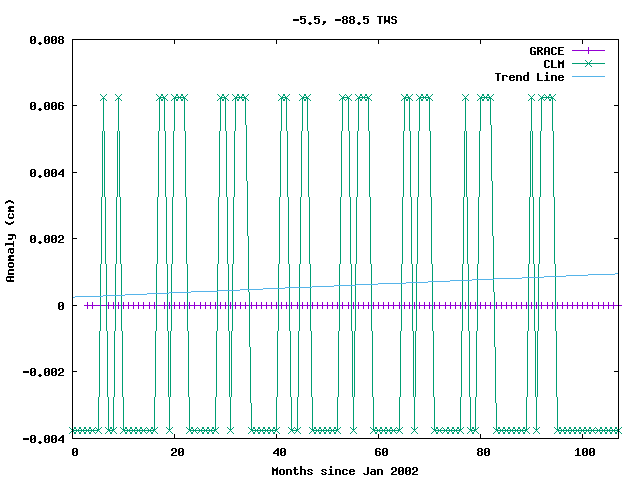 -5.5, -88.5 TWS
GRACE
CLM
Trend Line
0.008
0.006
0.004
0.002
0
-0.002
-0.004
Anomaly (cm)
0 20 40 60 80 100
Months since Jan 2002